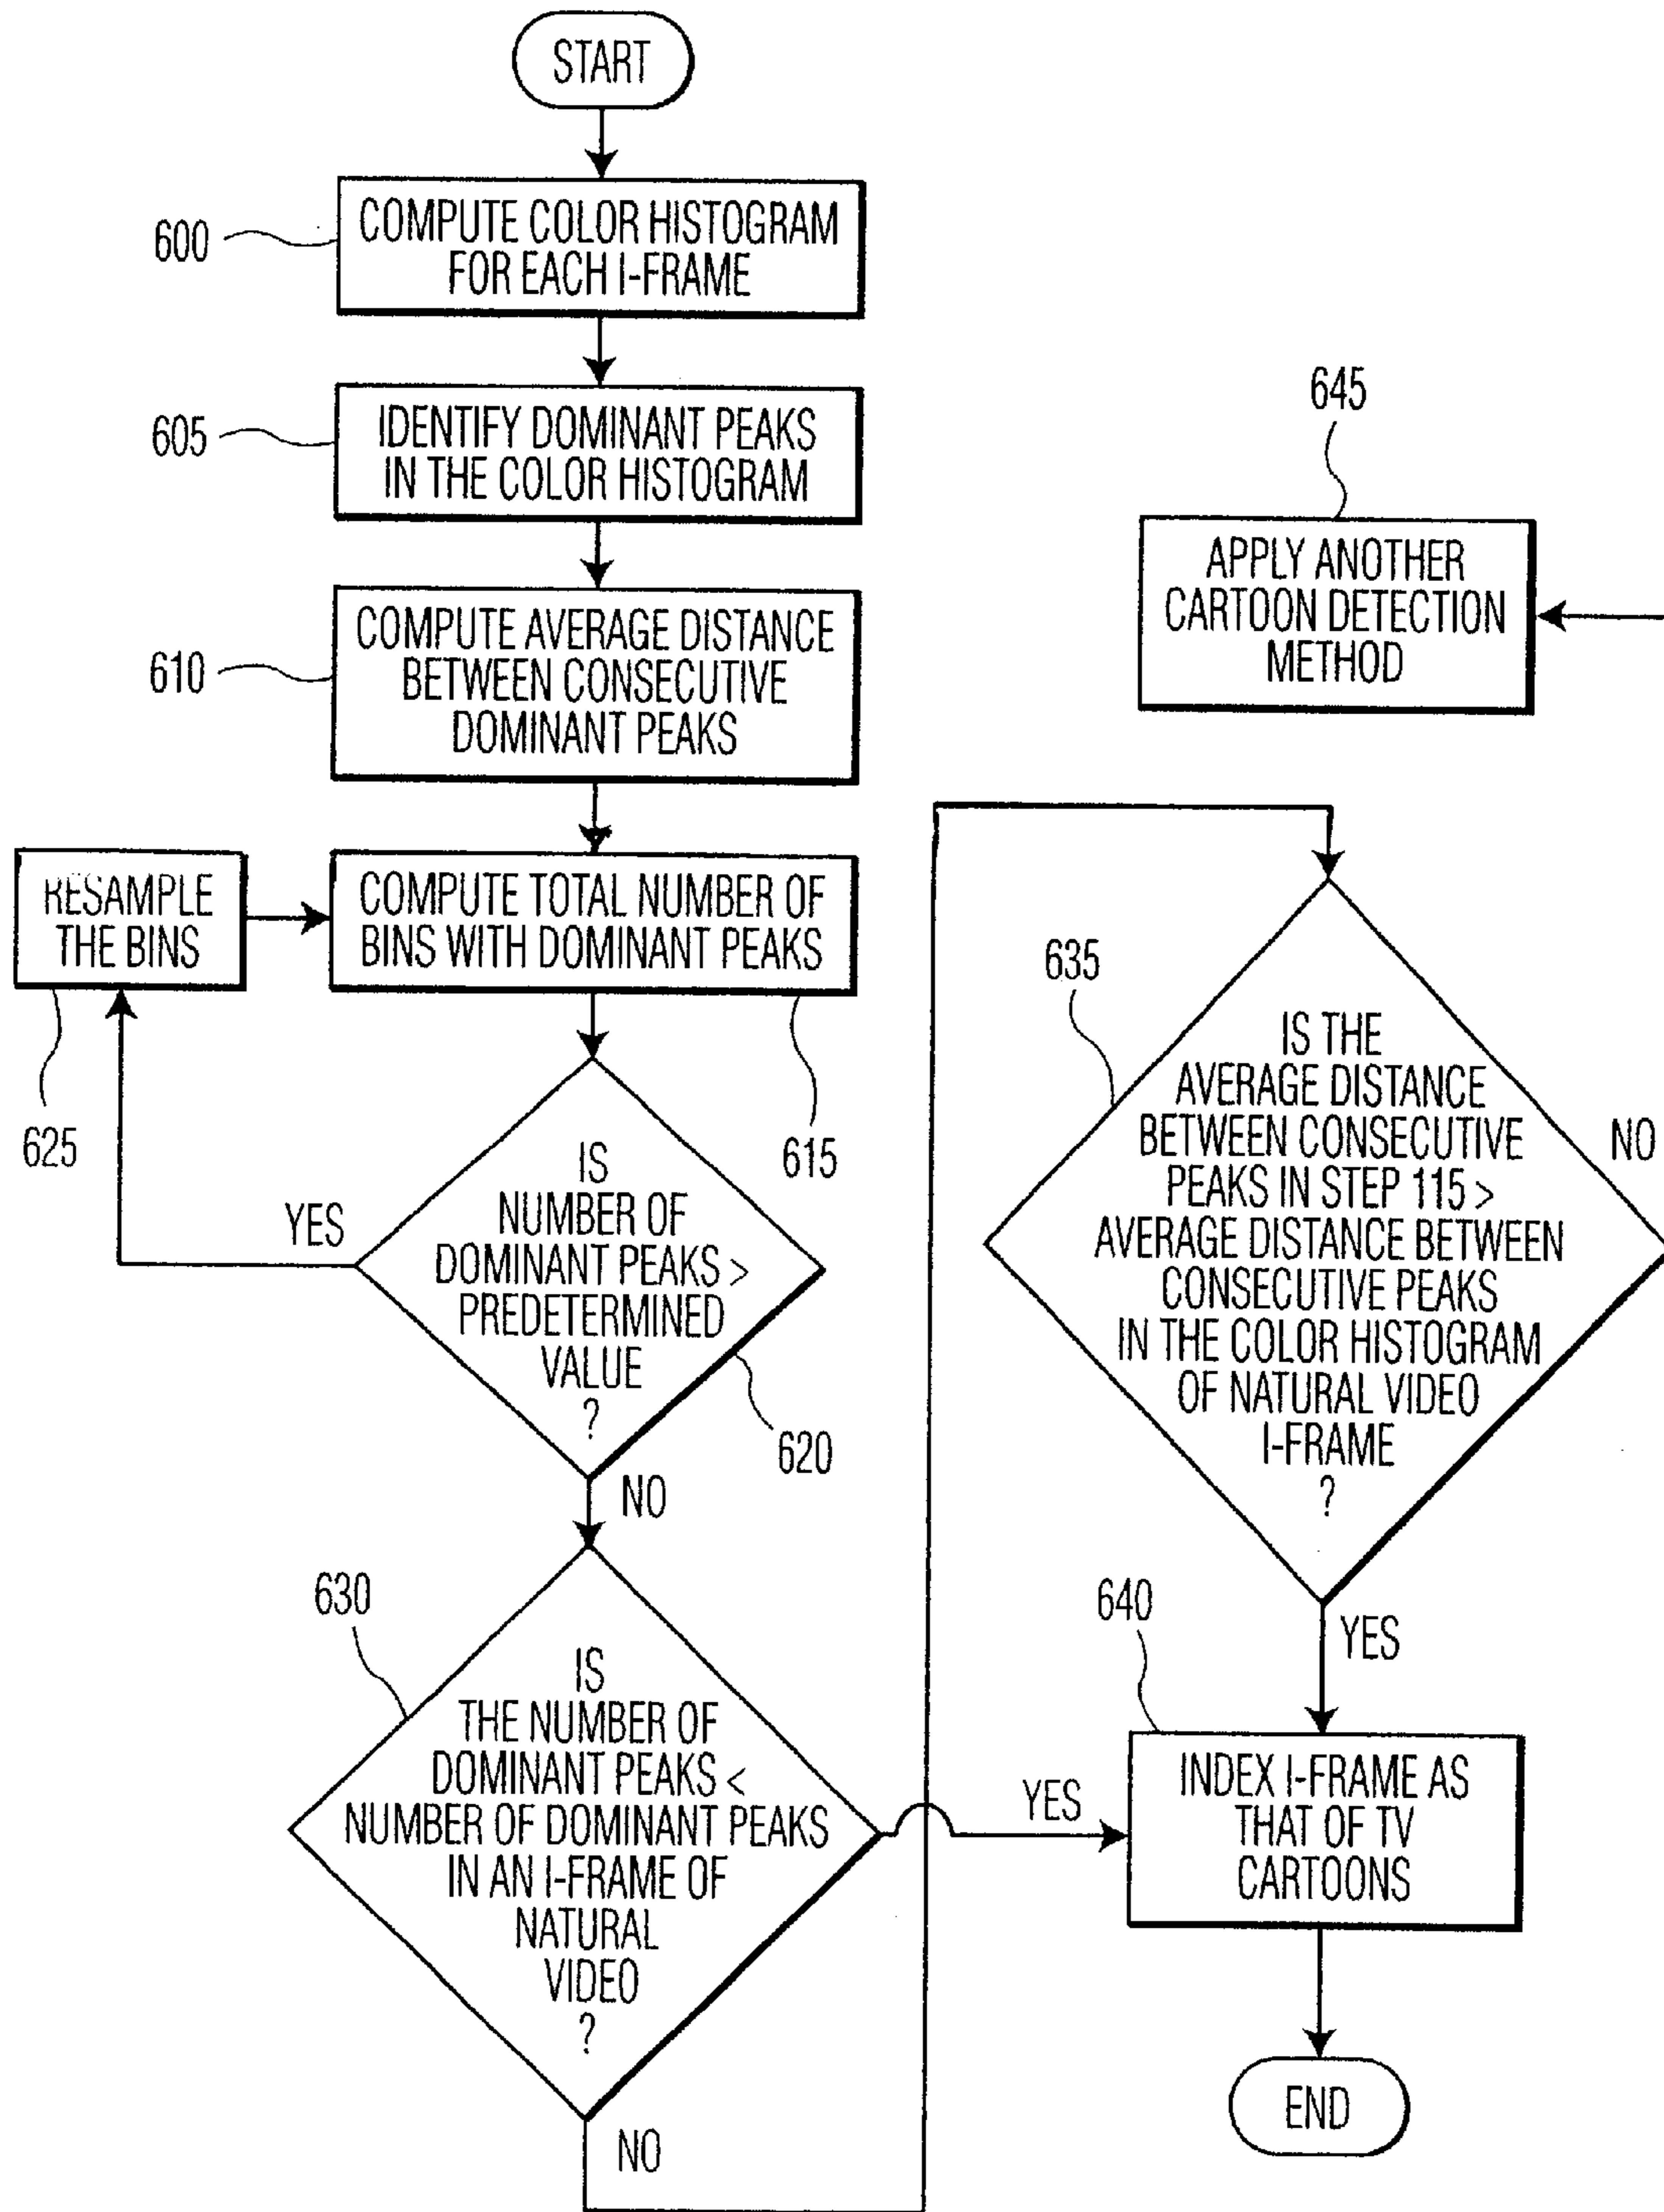 START
600
COMPUTE COLOR HISTOGRAM
FOR EACH I-FRAME
605
IDENTIFY DOMINANT PEAKS
IN THE COLOR HISTOGRAM
610
COMPUTE AVERAGE DISTANCE
BETWEEN CONSECUTIVE
DOMINANT PEAKS
RESAMPLE
THE BINS
625
COMPUTE TOTAL NUMBER OF
BINS WITH DOMINANT PEAKS
615
IS
NUMBER OF
DOMINANT PEAKS >
PREDETERMINED
VALUE
?
YES
620
NO
630
IS
THE NUMBER OF
DOMINANT PEAKS <
NUMBER OF DOMINANT PEAKS
IN AN I-FRAME OF
NATURAL
VIDEO
?
YES
NO
645
APPLY ANOTHER
CARTOON DETECTION
METHOD
635
IS THE
AVERAGE DISTANCE
BETWEEN CONSECUTIVE
PEAKS IN STEP 115 >
AVERAGE DISTANCE BETWEEN
CONSECUTIVE PEAKS
IN THE COLOR HISTOGRAM
OF NATURAL VIDEO
I-FRAME
?
NO
YES
640
INDEX I-FRAME AS
THAT OF TV
CARTOONS
END